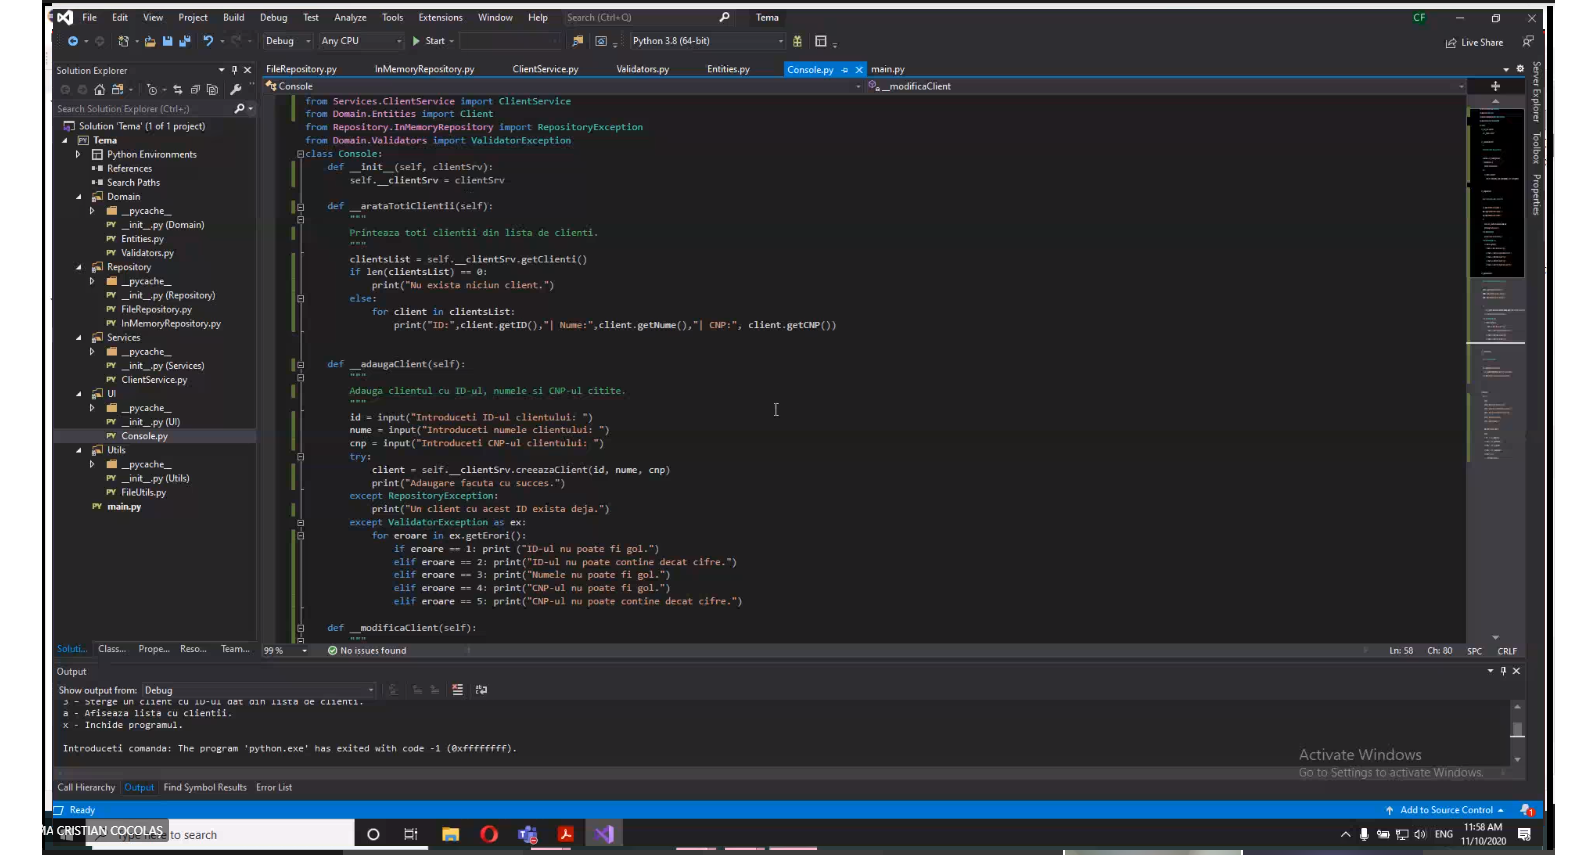 File Edit View Project Build Debug Test Analyze Tools Extensions Window Help Search (Ctrl+Q) Tema CF
Debug Any CPU Start Python 3.8 (64-bit) Live Share
Solution Explorer
FileRepository.py InMemoryRepository.py ClientService.py Validators.py Entities.py Console.py main.py
Console __modificaClient
Search Solution Explorer (Ctrl+;)
Solution 'Tema' (1 of 1 project)
Tema
Python Environments
References
Search Paths
Domain
__pycache__
__init__.py (Domain)
Entities.py
Validators.py
Repository
__pycache__
__init__.py (Repository)
FileRepository.py
InMemoryRepository.py
Services
__pycache__
__init__.py (Services)
ClientService.py
UI
__pycache__
__init__.py (UI)
Console.py
Utils
__pycache__
__init__.py (Utils)
FileUtils.py
main.py
Soluti... Class... Prope... Reso... Team...
from Services.ClientService import ClientService
from Domain.Entities import Client
from Repository.InMemoryRepository import RepositoryException
from Domain.Validators import ValidatorException
class Console:
def __init__(self, clientSrv):
self.__clientSrv = clientSrv
def __arataTotiClientii(self):
"""
Printeaza toti clientii din lista de clienti.
"""
clientsList = self.__clientSrv.getClienti()
if len(clientsList) == 0:
print("Nu exista niciun client.")
else:
for client in clientsList:
print("ID:",client.getID(),"| Nume:",client.getNume(),"| CNP:", client.getCNP())
def __adaugaClient(self):
"""
Adauga clientul cu ID-ul, numele si CNP-ul citite.
"""
id = input("Introduceti ID-ul clientului: ")
nume = input("Introduceti numele clientului: ")
cnp = input("Introduceti CNP-ul clientului: ")
try:
client = self.__clientSrv.creeazaClient(id, nume, cnp)
print("Adaugare facuta cu succes.")
except RepositoryException:
print("Un client cu acest ID exista deja.")
except ValidatorException as ex:
for eroare in ex.getErori():
if eroare == 1: print ("ID-ul nu poate fi gol.")
elif eroare == 2: print("ID-ul nu poate contine decat cifre.")
elif eroare == 3: print("Numele nu poate fi gol.")
elif eroare == 4: print("CNP-ul nu poate fi gol.")
elif eroare == 5: print("CNP-ul nu poate contine decat cifre.")
def __modificaClient(self):
"""
99 % No issues found Ln: 58 Ch: 80 SPC CRLF
Server Explorer
Toolbox
Properties
Output
Show output from: Debug
3 - Sterge un client cu ID-ul dat din lista de clienti.
a - Afiseaza lista cu clientii.
x - Inchide programul.
Introduceti comanda: The program 'python.exe' has exited with code -1 (0xffffffff).
Activate Windows
Go to Settings to activate Windows.
Call Hierarchy Output Find Symbol Results Error List
Ready Add to Source Control 1
CRISTIAN COCOLAS to search ENG 11:58 AM
11/10/2020